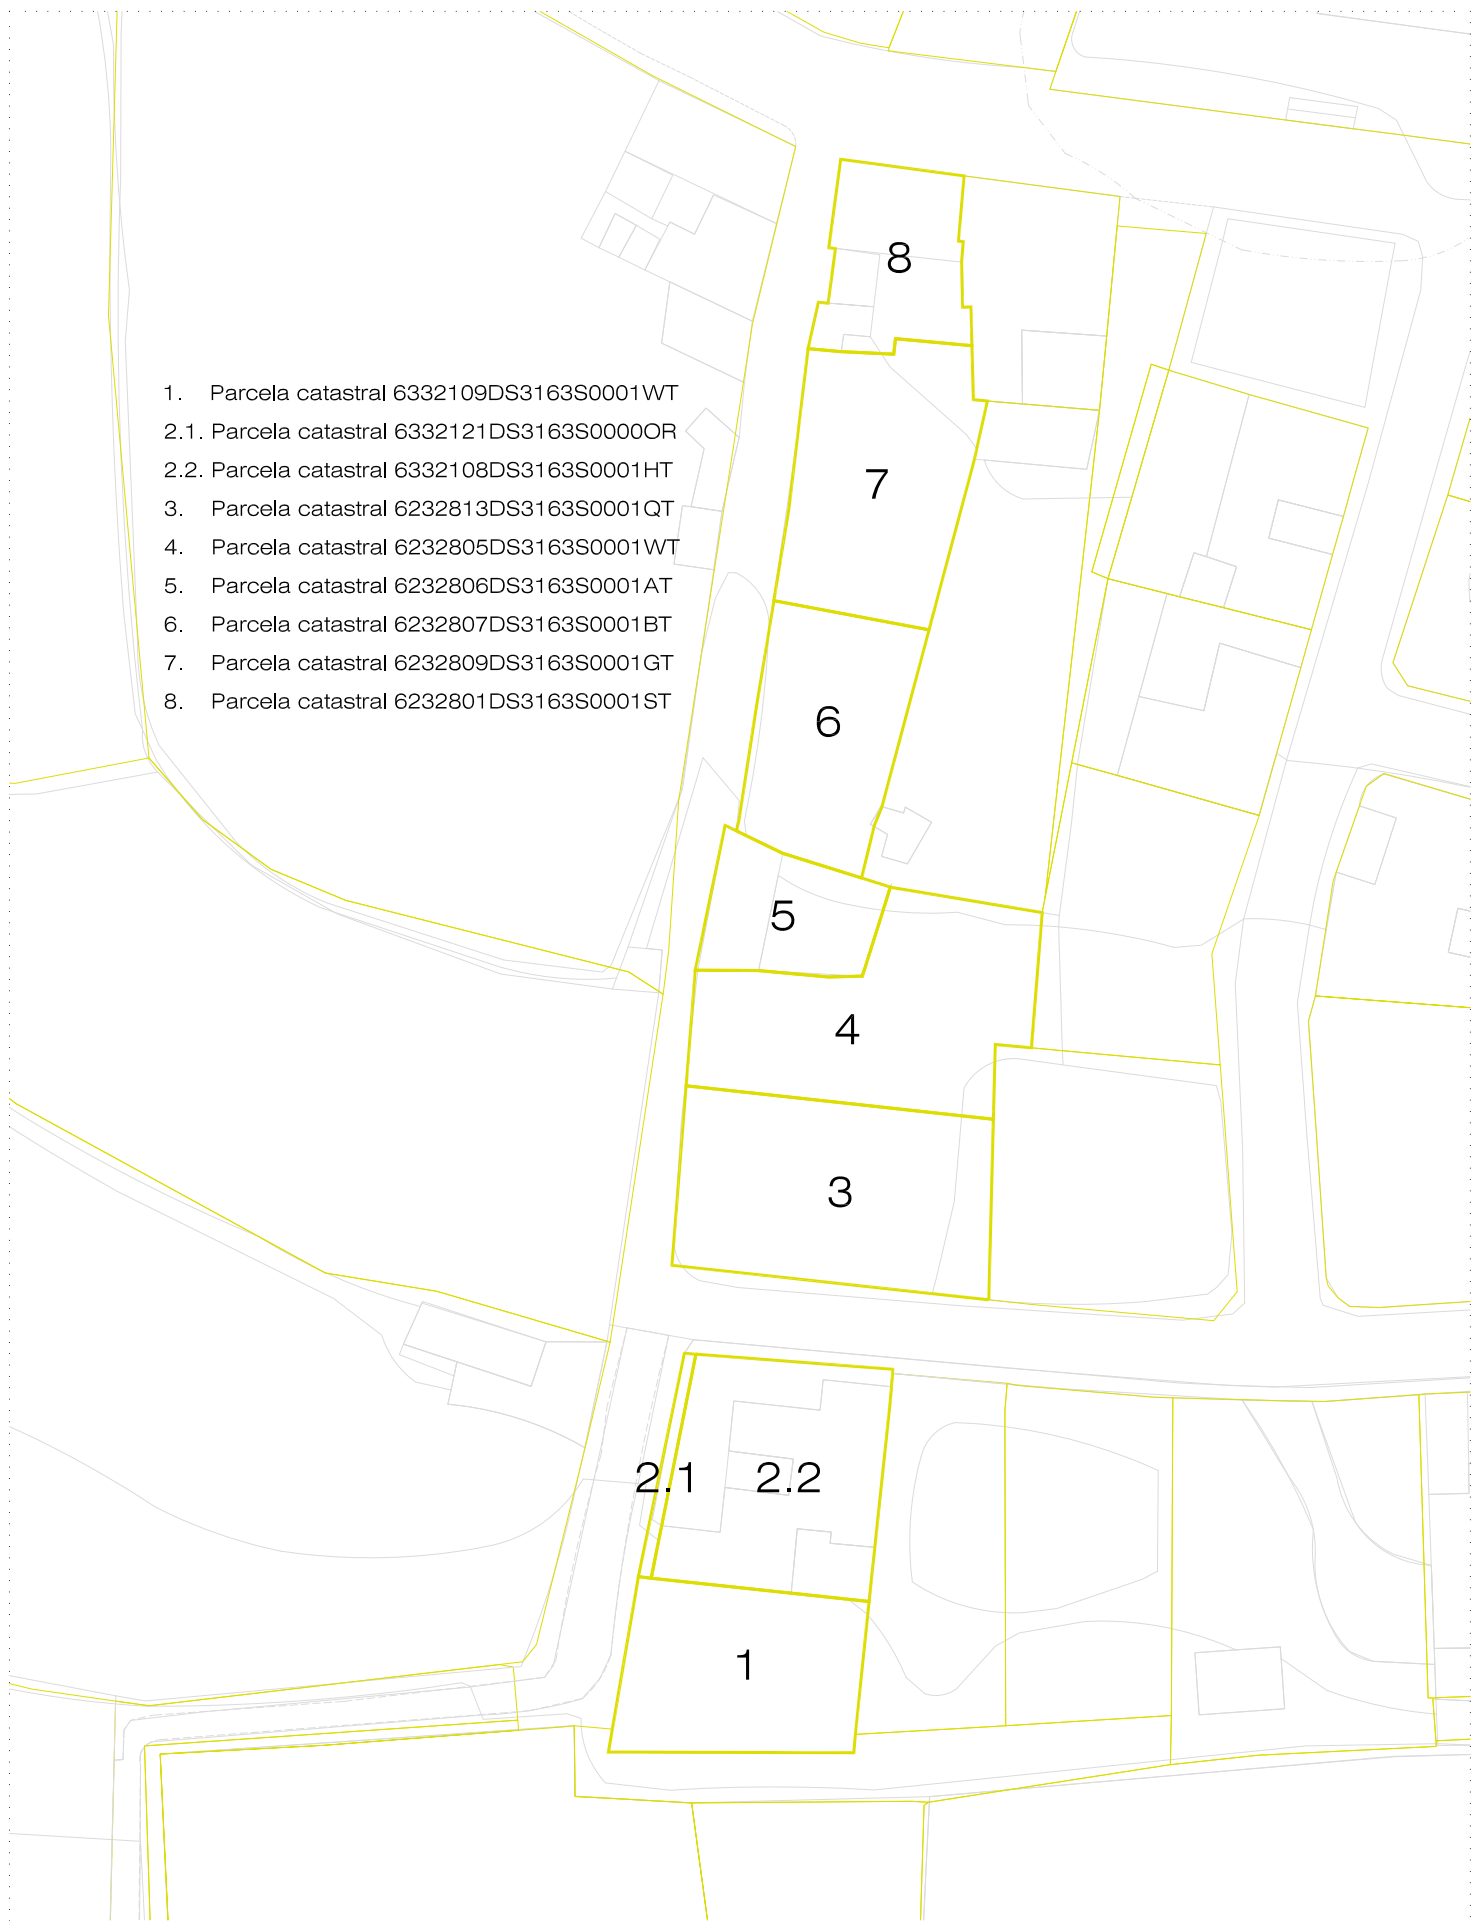 8
1. Parcela catastral 6332109DS3163S0001WT
2.1. Parcela catastral 6332121DS3163S0000OR
2.2. Parcela catastral 6332108DS3163S0001HT
3. Parcela catastral 6232813DS3163S0001QT
4. Parcela catastral 6232805DS3163S0001WT
5. Parcela catastral 6232806DS3163S0001AT
6. Parcela catastral 6232807DS3163S0001BT
7. Parcela catastral 6232809DS3163S0001GT
8. Parcela catastral 6232801DS3163S0001ST
7
6
5
4
3
2.1 2.2
1